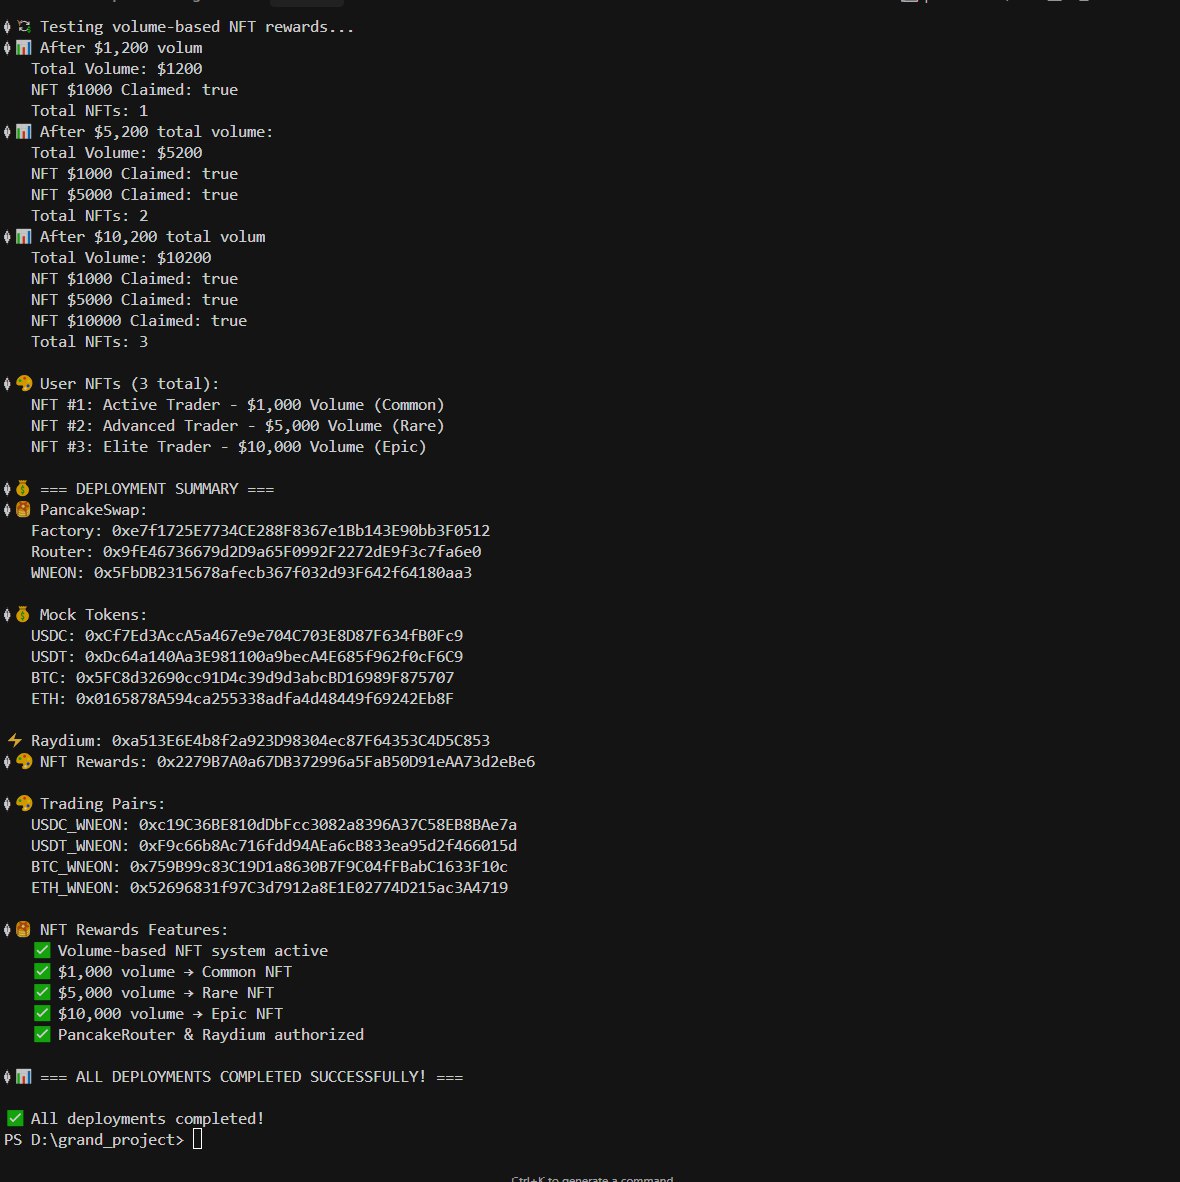 Testing volume-based NFT rewards...
After $1,200 volum
Total Volume: $1200
NFT $1000 Claimed: true
Total NFTs: 1
After $5,200 total volume:
Total Volume: $5200
NFT $1000 Claimed: true
NFT $5000 Claimed: true
Total NFTs: 2
After $10,200 total volum
Total Volume: $10200
NFT $1000 Claimed: true
NFT $5000 Claimed: true
NFT $10000 Claimed: true
Total NFTs: 3
User NFTs (3 total):
NFT #1: Active Trader - $1,000 Volume (Common)
NFT #2: Advanced Trader - $5,000 Volume (Rare)
NFT #3: Elite Trader - $10,000 Volume (Epic)
=== DEPLOYMENT SUMMARY ===
PancakeSwap:
Factory: 0xe7f1725E7734CE288F8367e1Bb143E90bb3F0512
Router: 0x9fE46736679d2D9a65F0992F2272dE9f3c7fa6e0
WNEON: 0x5FbDB2315678afecb367f032d93F642f64180aa3
Mock Tokens:
USDC: 0xCf7Ed3AccA5a467e9e704C703E8D87F634fB0Fc9
USDT: 0xDc64a140Aa3E981100a9becA4E685f962f0cF6C9
BTC: 0x5FC8d32690cc91D4c39d9d3abcBD16989F875707
ETH: 0x0165878A594ca255338adfa4d48449f69242Eb8F
Raydium: 0xa513E6E4b8f2a923D98304ec87F64353C4D5C853
NFT Rewards: 0x2279B7A0a67DB372996a5FaB50D91eAA73d2eBe6
Trading Pairs:
USDC_WNEON: 0xc19C36BE810dDbFcc3082a8396A37C58EB8BAe7a
USDT_WNEON: 0xF9c66b8Ac716fdd94AEa6cB833ea95d2f466015d
BTC_WNEON: 0x759B99c83C19D1a8630B7F9C04fFBabC1633F10c
ETH_WNEON: 0x52696831f97C3d7912a8E1E02774D215ac3A4719
NFT Rewards Features:
✅ Volume-based NFT system active
✅ $1,000 volume → Common NFT
✅ $5,000 volume → Rare NFT
✅ $10,000 volume → Epic NFT
✅ PancakeRouter & Raydium authorized
=== ALL DEPLOYMENTS COMPLETED SUCCESSFULLY! ===
✅ All deployments completed!
PS D:\grand_project>
Ctrl+K to generate a command